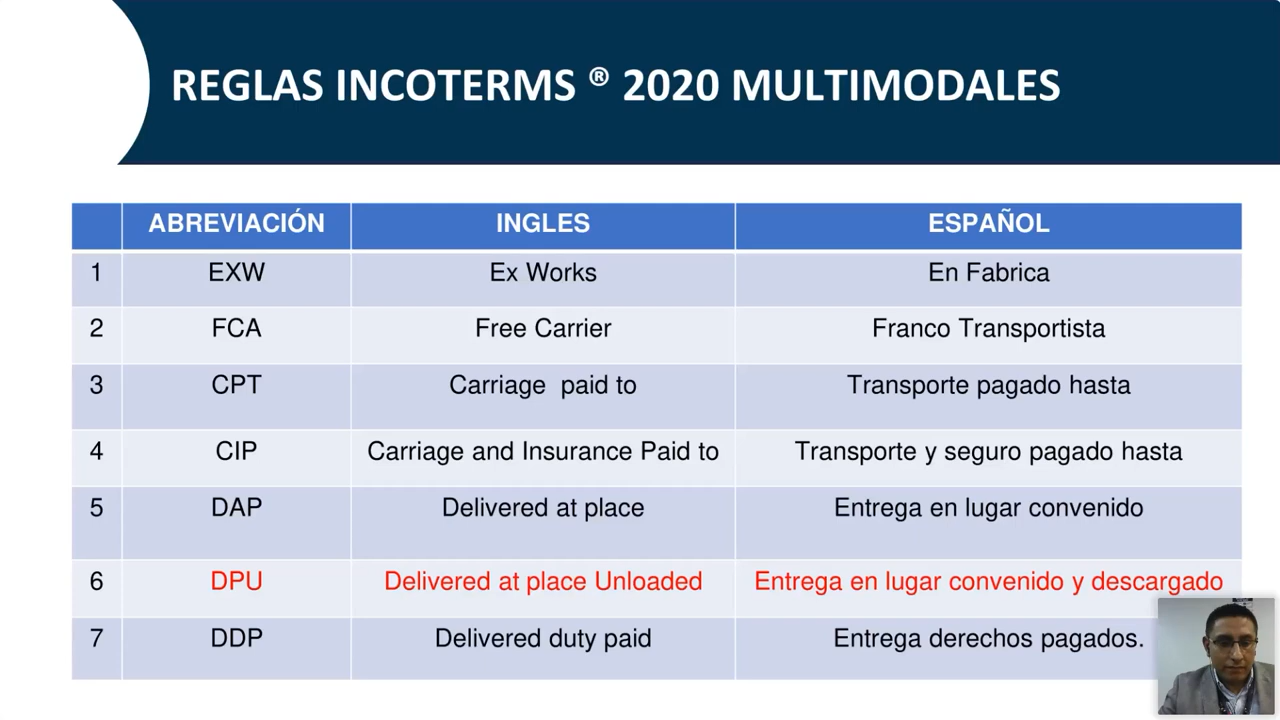 REGLAS INCOTERMS ® 2020 MULTIMODALES
ABREVIACIÓN INGLES ESPAÑOL
1 EXW Ex Works En Fabrica
2 FCA Free Carrier Franco Transportista
3 CPT Carriage paid to Transporte pagado hasta
4 CIP Carriage and Insurance Paid to Transporte y seguro pagado hasta
5 DAP Delivered at place Entrega en lugar convenido
6 DPU Delivered at place Unloaded Entrega en lugar convenido y descargado
7 DDP Delivered duty paid Entrega derechos pagados.